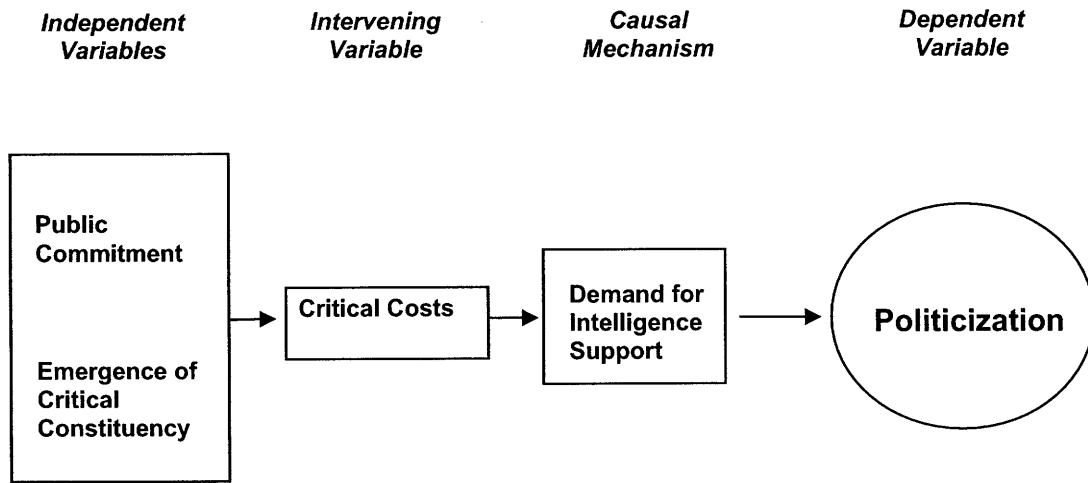 Independent
Variables
Intervening
Variable
Causal
Mechanism
Dependent
Variable
Public
Commitment
Emergence of
Critical
Constituency
Critical Costs
Demand for
Intelligence
Support
Politicization